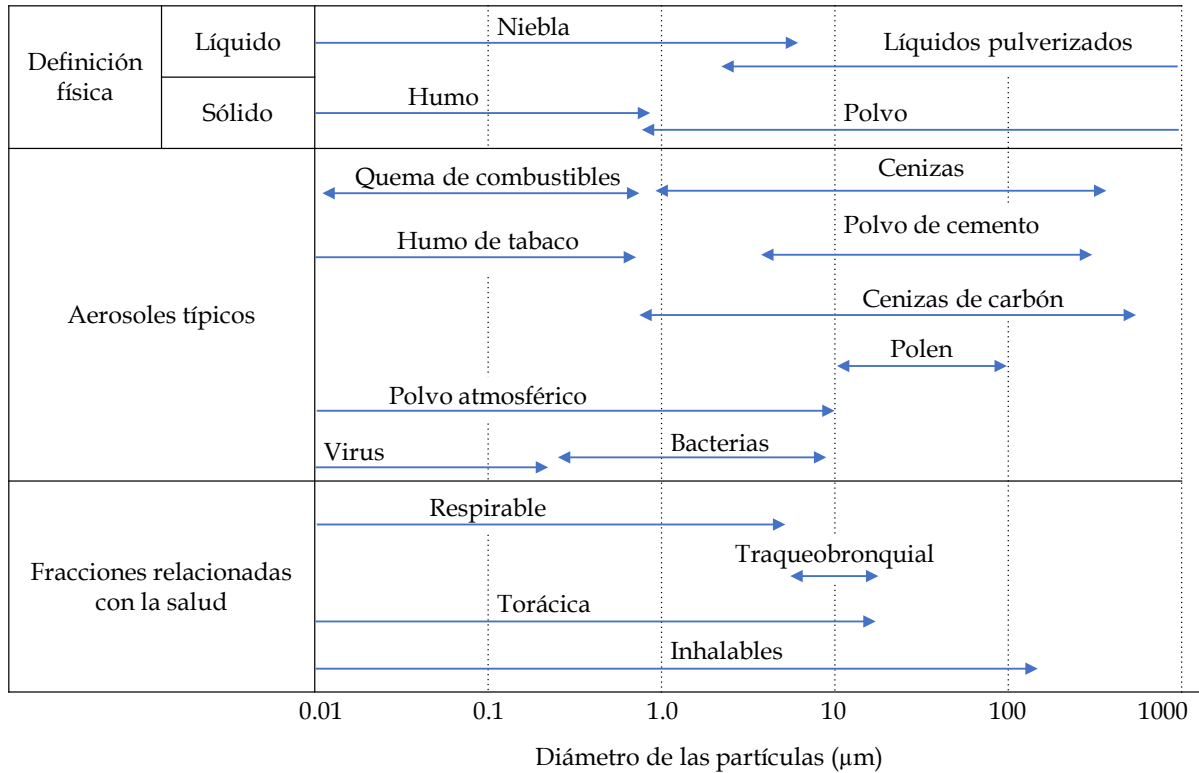 Definición
física
Líquido
Niebla
Líquidos pulverizados
Sólido
Humo
Polvo
Aerosoles típicos
Quema de combustibles
Cenizas
Humo de tabaco
Polvo de cemento
Cenizas de carbón
Polen
Polvo atmosférico
Virus
Bacterias
Fracciones relacionadas
con la salud
Respirable
Traqueobronquial
Torácica
Inhalables
0.01 0.1 1.0 10 100 1000
Diámetro de las partículas (µm)